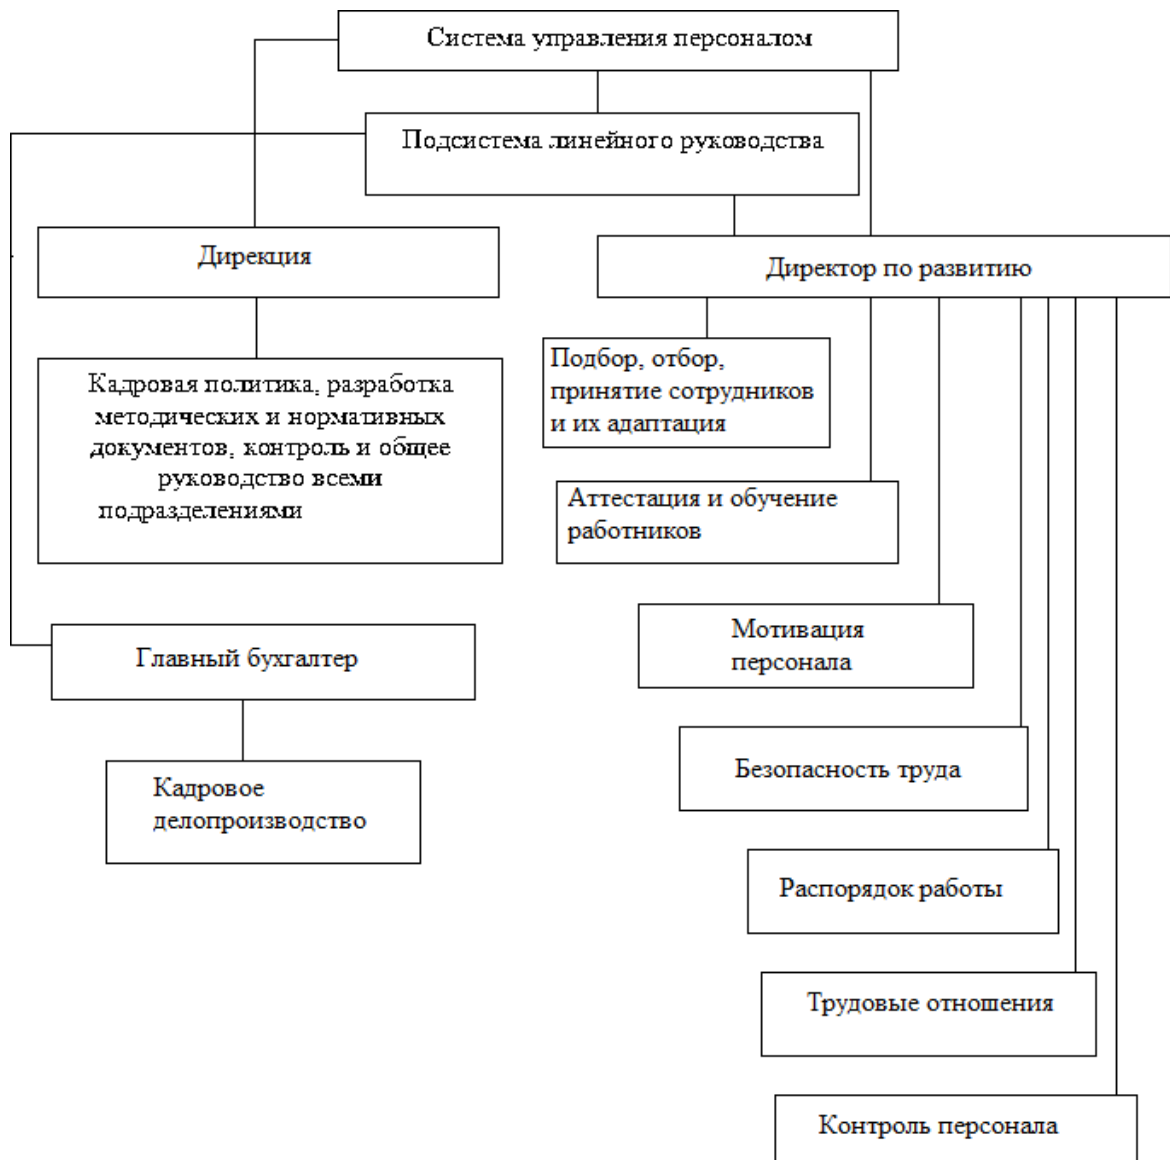 Система управления персоналом
Подсистема линейного руководства
Дирекция
Директор по развитию
Кадровая политика, разработка
методических и нормативных
документов, контроль и общее
руководство всеми
подразделениями
Подбор, отбор,
принятие сотрудников
и их адаптация
Аттестация и обучение
работников
Главный бухгалтер
Мотивация
персонала
Кадровое
делопроизводство
Безопасность труда
Распорядок работы
Трудовые отношения
Контроль персонала